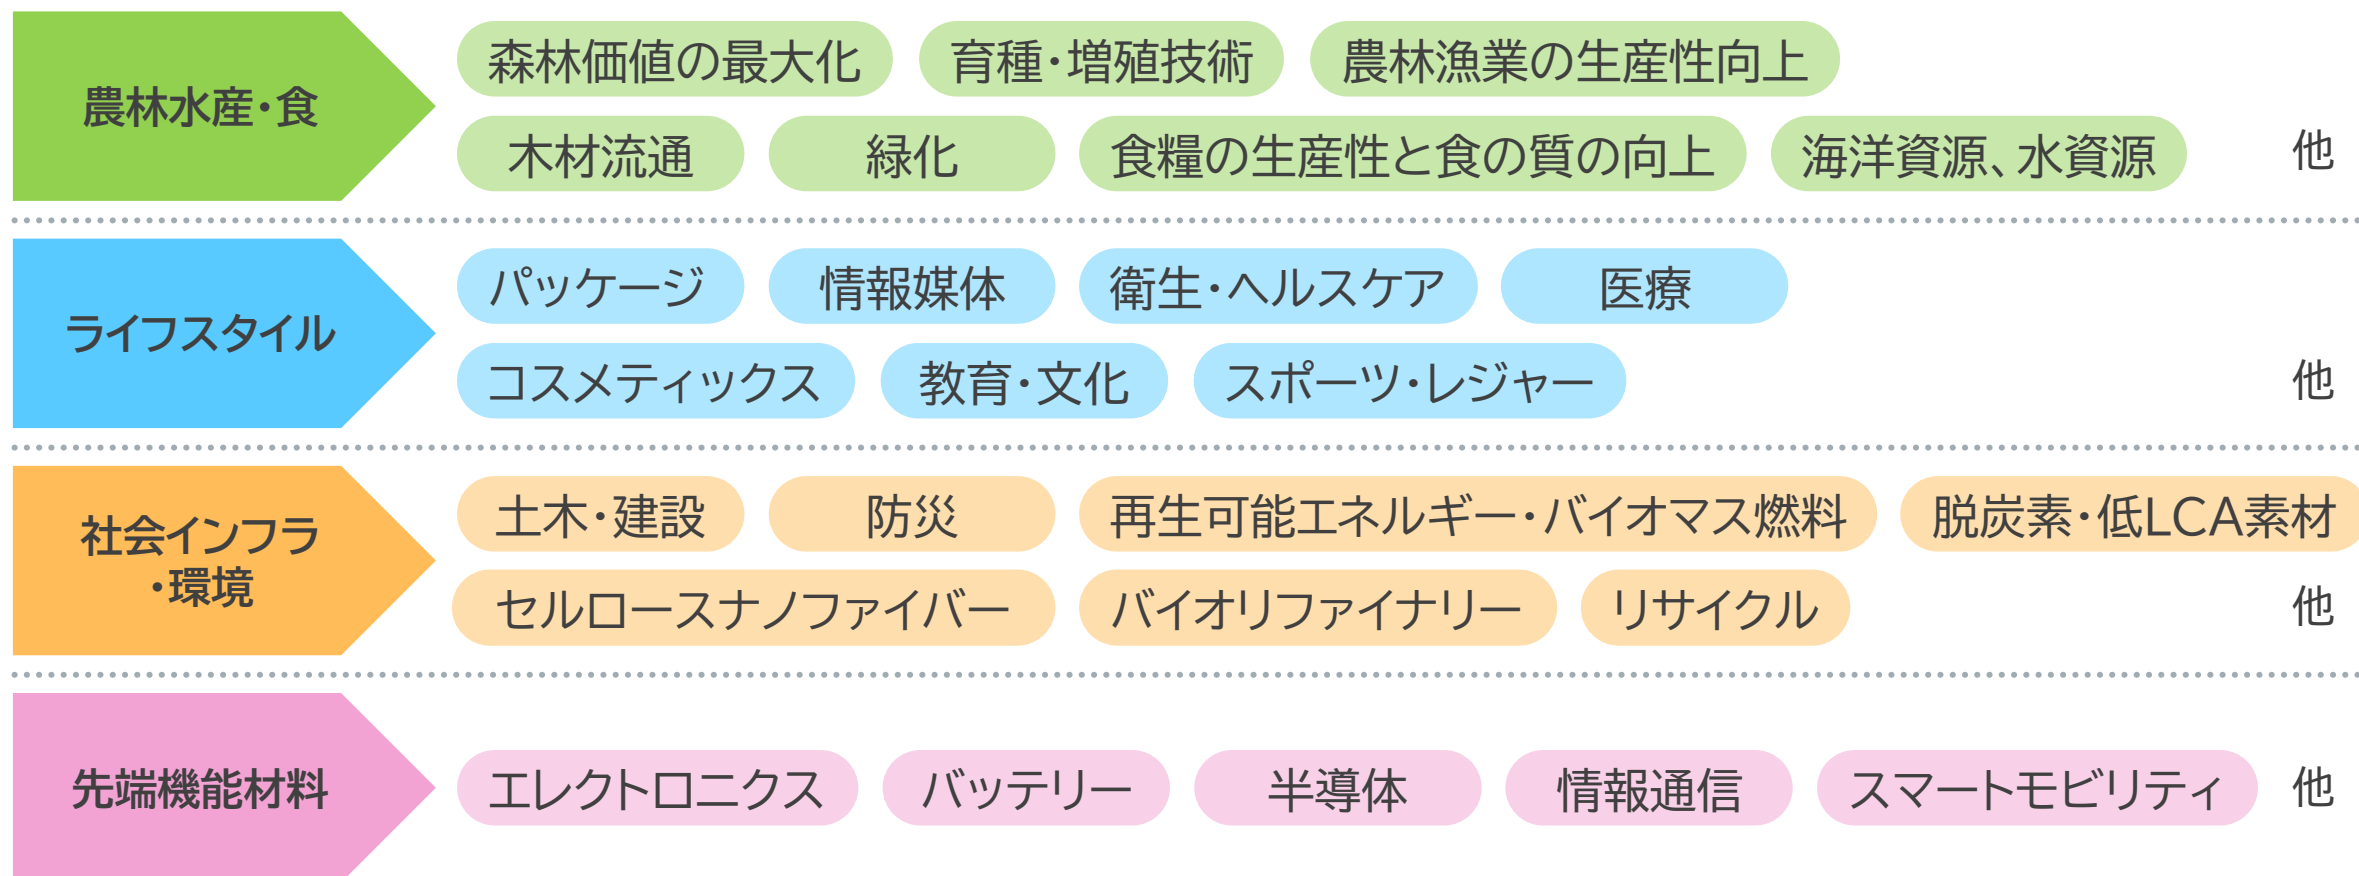 農林水産・食
森林価値の最大化 育種・増殖技術 農林漁業の生産性向上
木材流通 緑化 食糧の生産性と食の質の向上 海洋資源、水資源 他
ライフスタイル
パッケージ 情報媒体 衛生・ヘルスケア 医療
コスメティックス 教育・文化 スポーツ・レジャー 他
社会インフラ
・環境
土木・建設 防災 再生可能エネルギー・バイオマス燃料 脱炭素・低LCA素材
セルロースナノファイバー バイオリファイナリー リサイクル 他
先端機能材料
エレクトロニクス バッテリー 半導体 情報通信 スマートモビリティ 他